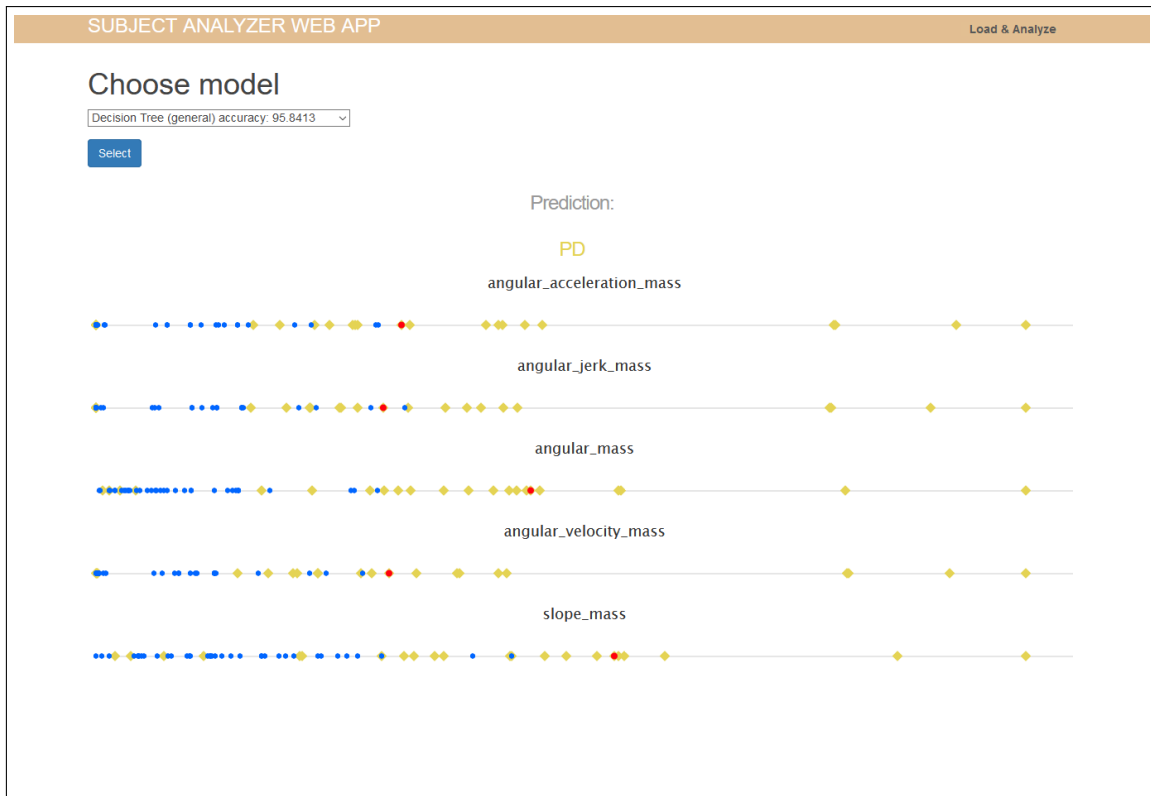 SUBJECT ANALYZER WEB APP
Load & Analyze
Choose model
Decision Tree (general) accuracy: 95.8413
Select
Prediction:
PD
angular_acceleration_mass
angular_jerk_mass
angular_mass
angular_velocity_mass
slope_mass